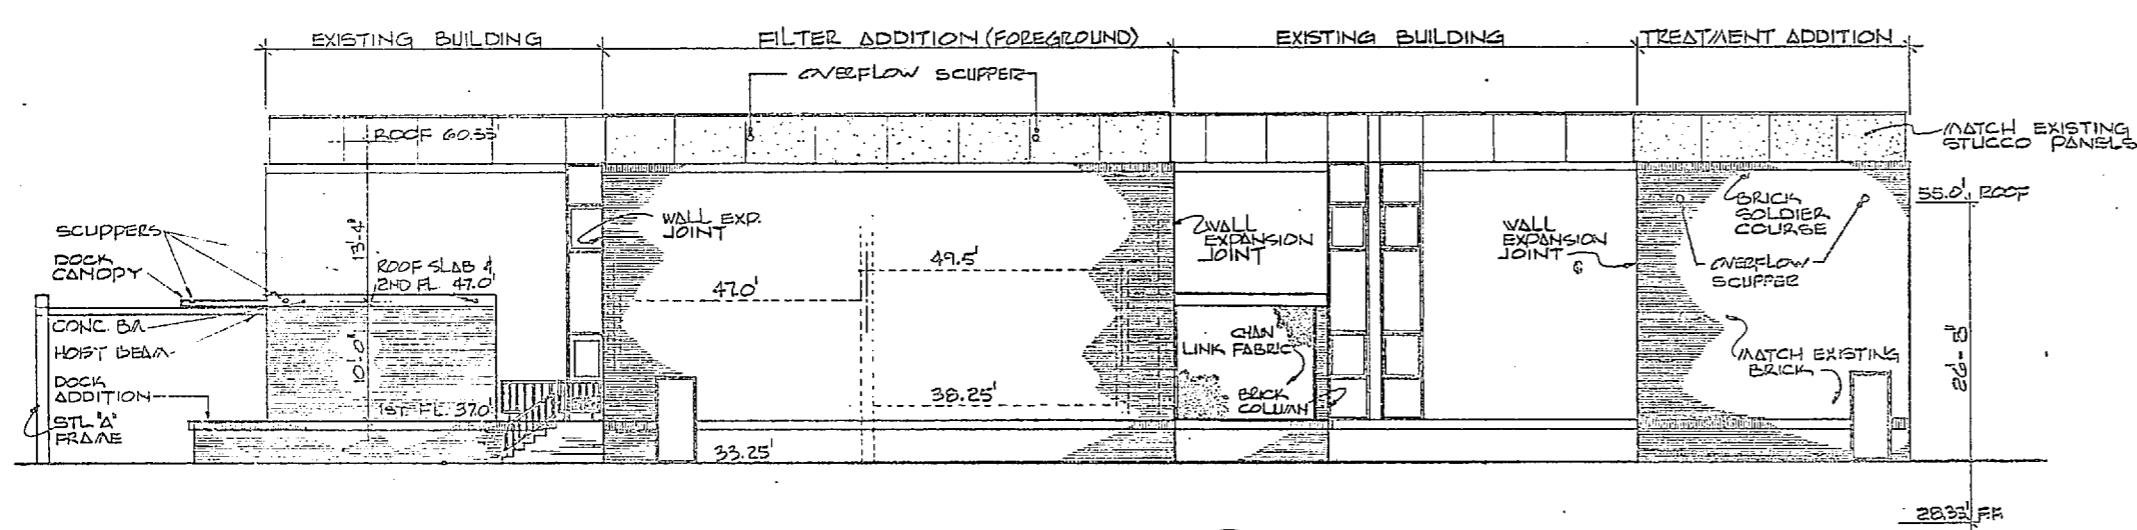 EXISTING BUILDING
FILTER ADDITION (FOREGROUND)
EXISTING BUILDING
TREATMENT ADDITION
OVERFLOW SCUPPER
ROOF 60.33'
MATCH EXISTING
STUCCO PANELS
55.0' ROOF
BRICK
SOLDIER
COURSE
SCUPPERS
DOCK
CANOPY
13'-4"
ROOF SLAB &
2ND FL. 47.0'
WALL EXP.
JOINT
WALL
EXPANSION
JOINT
WALL
EXPANSION
JOINT
OVERFLOW
SCUPPER
49.5'
47.0'
CONC. BM
HOIST BEAM
DOCK
ADDITION
STL "A"
FRAME
10'-0"
1ST FL. 37.0'
CHAIN
LINK FABRIC
BRICK
COLUMN
38.25'
33.25'
MATCH EXISTING
BRICK
26'-8"
28.33' FF